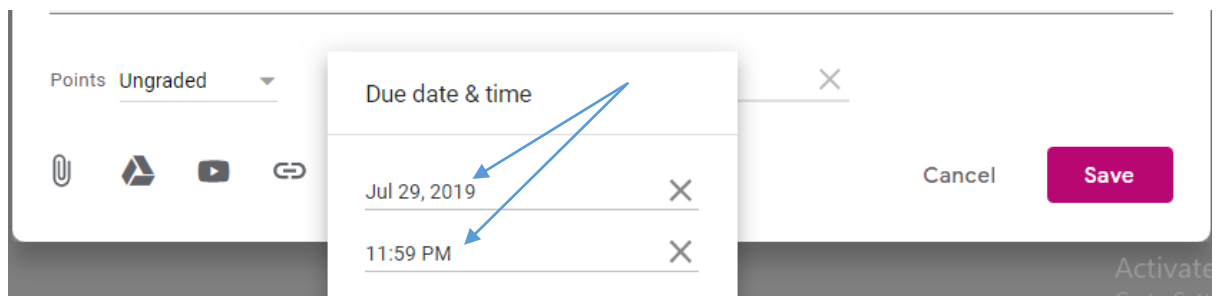 Points Ungraded
Due date & time
Jul 29, 2019
Cancel Save
11:59 PM
Activate